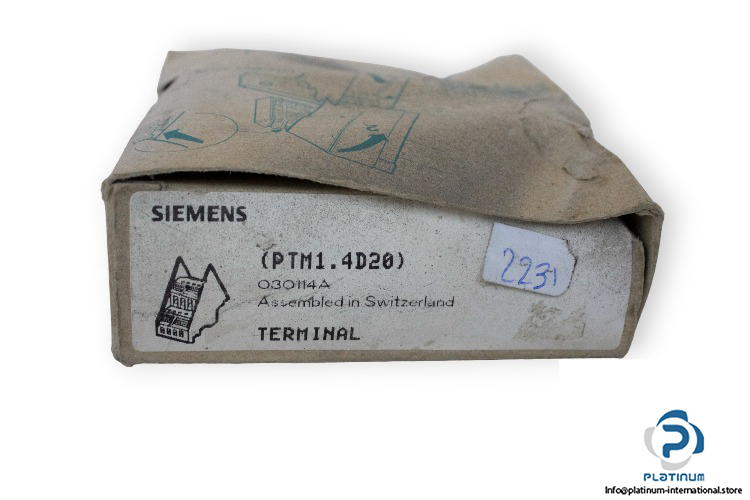 SIEMENS
(PTM1.4D20)
030114A
Assembled in Switzerland
TERMINAL
2231
PLATINUM
Info@platinum-international.store